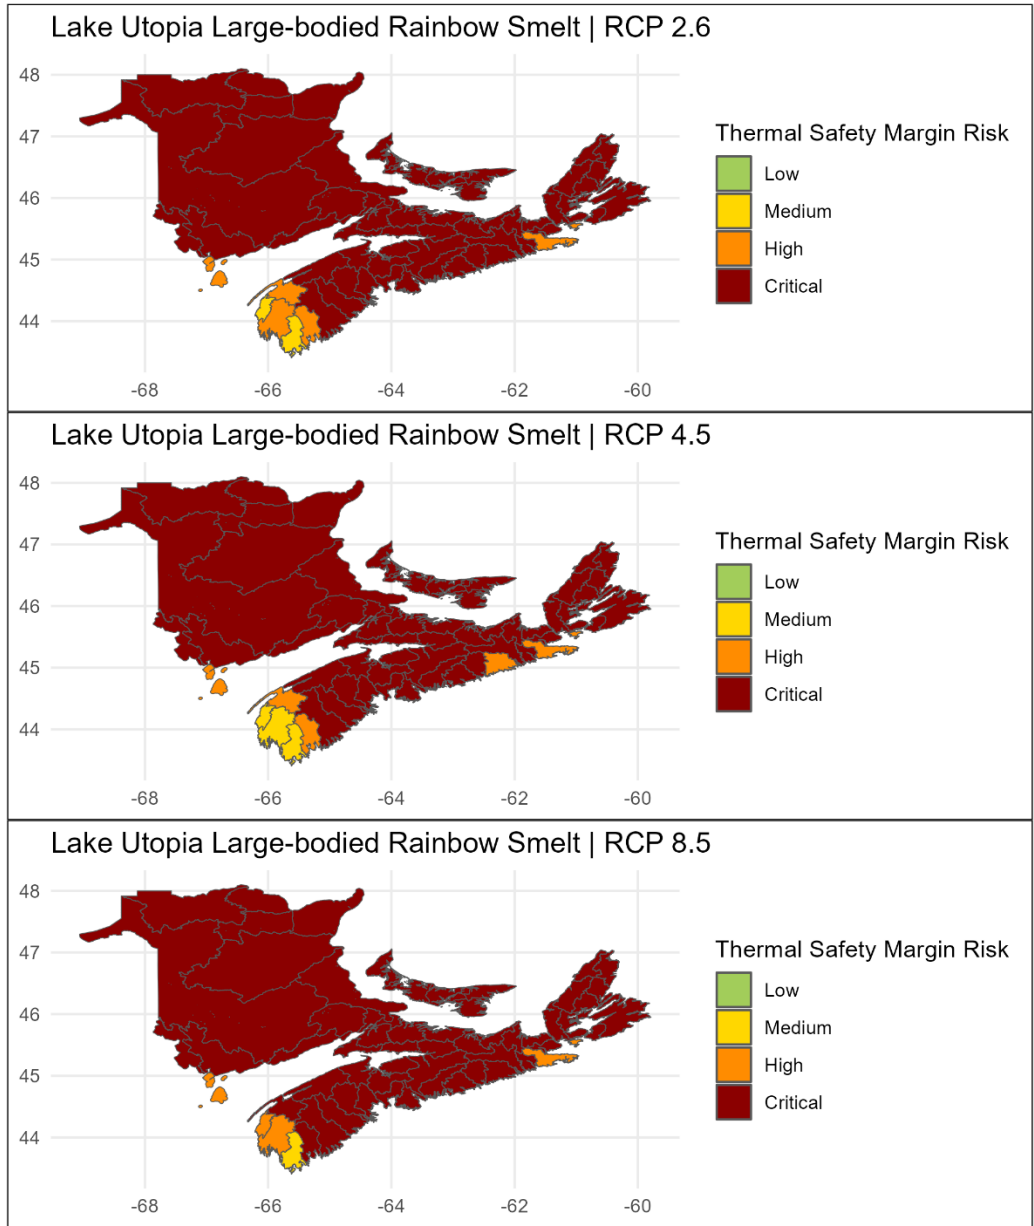 Lake Utopia Large-bodied Rainbow Smelt | RCP 2.6
48
47
46
45
44
-68
-66
-64
-62
-60
Thermal Safety Margin Risk
Low
Medium
High
Critical
Lake Utopia Large-bodied Rainbow Smelt | RCP 4.5
48
47
46
45
44
-68
-66
-64
-62
-60
Thermal Safety Margin Risk
Low
Medium
High
Critical
Lake Utopia Large-bodied Rainbow Smelt | RCP 8.5
48
47
46
45
44
-68
-66
-64
-62
-60
Thermal Safety Margin Risk
Low
Medium
High
Critical